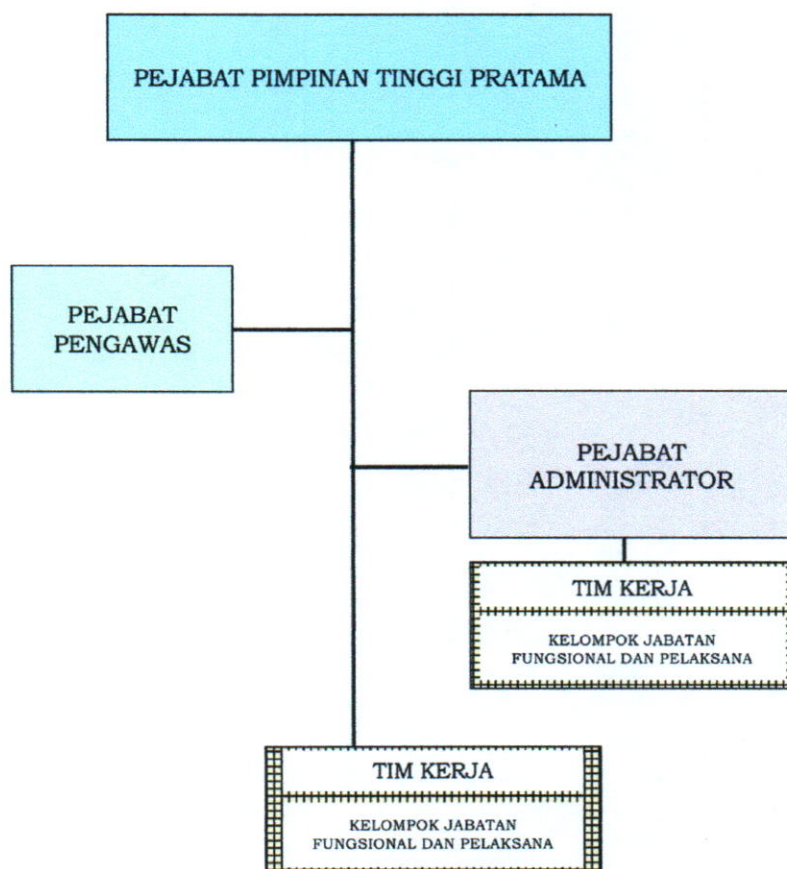 PEJABAT PIMPINAN TINGGI PRATAMA
PEJABAT
PENGAWAS
PEJABAT
ADMINISTRATOR
TIM KERJA
KELOMPOK JABATAN
FUNGSIONAL DAN PELAKSANA
TIM KERJA
KELOMPOK JABATAN
FUNGSIONAL DAN PELAKSANA